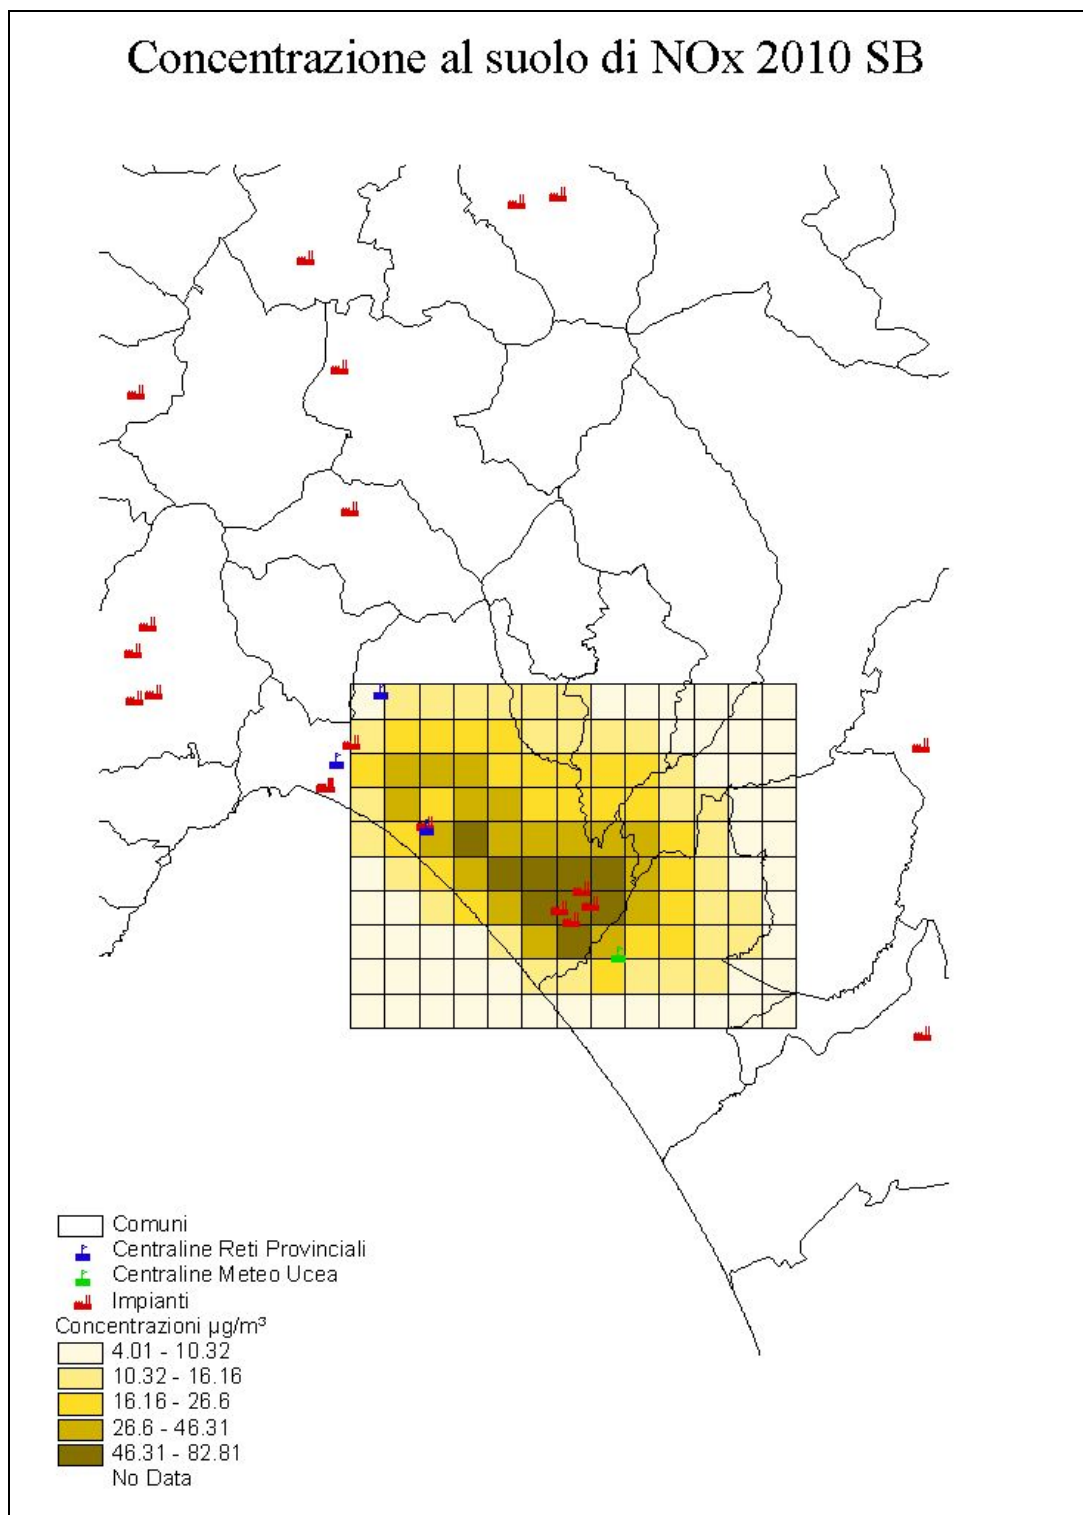 Concentrazione al suolo di NOx 2010 SB
Comuni
Centraline Reti Provinciali
Centraline Meteo Ucea
Impianti
Concentrazioni µg/m³
4.01 - 10.32
10.32 - 16.16
16.16 - 26.6
26.6 - 46.31
46.31 - 82.81
No Data